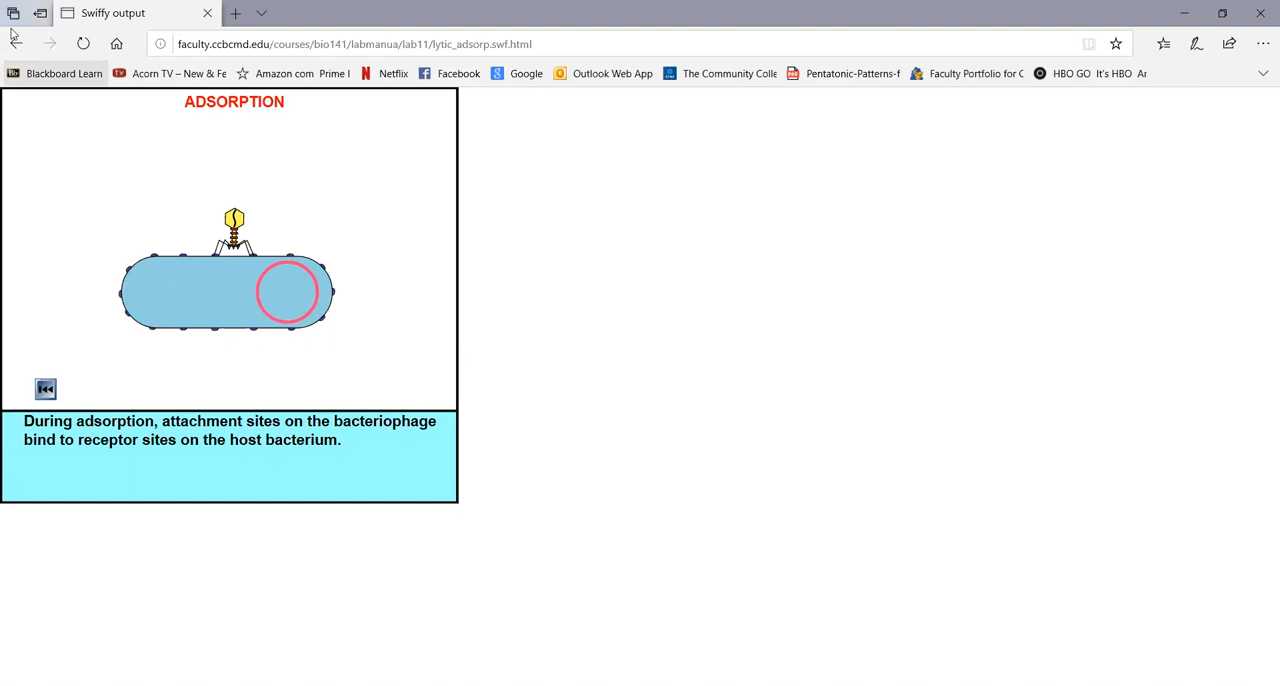 Swiffy output
faculty.ccbcmd.edu/courses/bio141/labmanua/lab11/lytic_adsorp.swf.html
Blackboard Learn Acorn TV – New & Fe Amazon com Prime I Netflix Facebook Google Outlook Web App The Community Colle Pentatonic-Patterns-f Faculty Portfolio for C HBO GO It's HBO Ar
ADSORPTION
During adsorption, attachment sites on the bacteriophage
bind to receptor sites on the host bacterium.